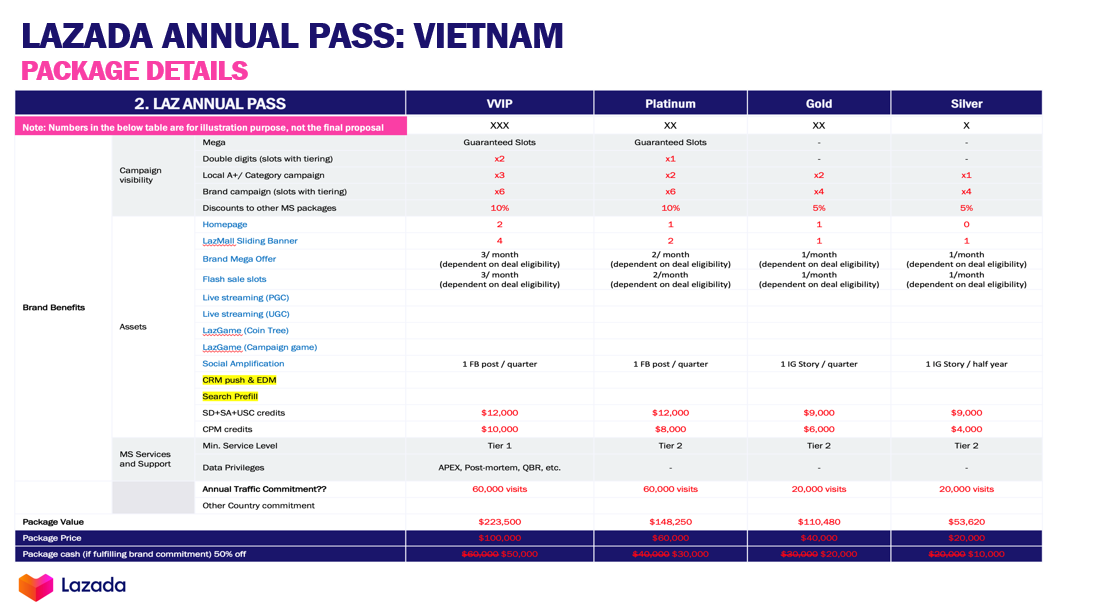 LAZADA ANNUAL PASS: VIETNAM
PACKAGE DETAILS
2. LAZ ANNUAL PASS VVIP Platinum Gold Silver
Note: Numbers in the below table are for illustration purpose, not the final proposal XXX XX XX X
Mega Guaranteed Slots Guaranteed Slots - -
Double digits (slots with tiering) x2 x1 - -
Campaign visibility
Local A+/ Category campaign x3 x2 x2 x1
Brand campaign (slots with tiering) x6 x6 x4 x4
Discounts to other MS packages 10% 10% 5% 5%
Homepage 2 1 1 0
LazMall Sliding Banner 4 2 1 1
Brand Mega Offer 3/ month (dependent on deal eligibility) 2/ month (dependent on deal eligibility) 1/month (dependent on deal eligibility) 1/month (dependent on deal eligibility)
Flash sale slots 3/ month (dependent on deal eligibility) 2/month (dependent on deal eligibility) 1/month (dependent on deal eligibility) 1/month (dependent on deal eligibility)
Live streaming (PGC)
Brand Benefits
Live streaming (UGC)
Assets
LazGame (Coin Tree)
LazGame (Campaign game)
Social Amplification 1 FB post / quarter 1 FB post / quarter 1 IG Story / quarter 1 IG Story / half year
CRM push & EDM
Search Prefill
SD+SA+USC credits $12,000 $12,000 $9,000 $9,000
CPM credits $10,000 $8,000 $6,000 $4,000
MS Services and Support
Min. Service Level Tier 1 Tier 2 Tier 2 Tier 2
Data Privileges APEX, Post-mortem, QBR, etc. - - -
Annual Traffic Commitment?? 60,000 visits 60,000 visits 20,000 visits 20,000 visits
Other Country commitment
Package Value $223,500 $148,250 $110,480 $53,620
Package Price $100,000 $60,000 $40,000 $20,000
Package cash (if fulfilling brand commitment) 50% off $60,000 $50,000 $40,000 $30,000 $30,000 $20,000 $20,000 $10,000
Lazada